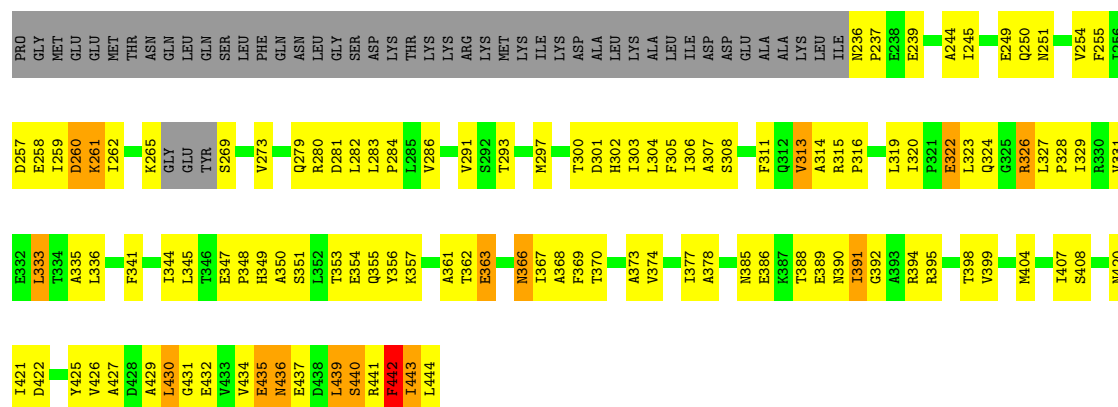 PRO GLY MET GLU GLU MET THR ASN GLN LEU GLN SER LEU PHE GLN ASN LEU GLY SER ASP LYS THR LYS LYS ARG LYS MET LYS ILE LYS ASP ALA LEU LYS ALA LEU ILE ASP ASP GLU ALA ALA LYS LEU ILE N236 P237 E238 E239 A244 I245 E249 Q250 N251 V254 F255 I256
D257 E258 I259 D260 K261 I262 K265 GLY GLU TYR S269 V273 Q279 R280 D281 L282 L283 P284 L285 V286 V291 S292 T293 M297 T300 D301 H302 I303 L304 F305 I306 A307 S308 F311 Q312 V313 A314 R315 P316 L319 I320 P321 E322 L323 Q324 G325 R326 L327 P328 I329 R330 V331
E332 L333 T334 A335 L336 F341 I344 L345 T346 E347 P348 H349 A350 S351 L352 T353 E354 Q355 Y356 K357 A361 T362 E363 N366 I367 A368 F369 T370 A373 V374 I377 A378 N385 E386 K387 T388 E389 N390 I391 G392 A393 R394 R395 T398 V399 M404 I407 S408 N420
I421 D422 Y425 V426 A427 D428 A429 L430 G431 E432 V433 V434 E435 N436 E437 D438 L439 S440 R441 F442 I443 L444